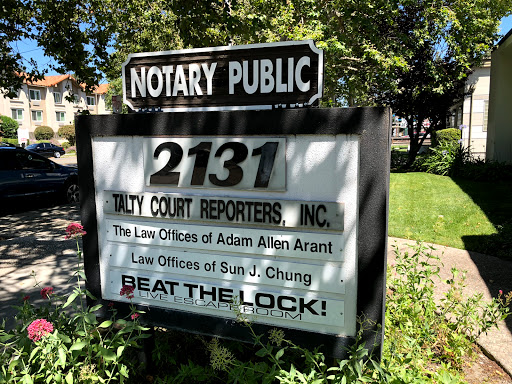 NOTARY PUBLIC
2131
TALTY COURT REPORTERS, INC.
The Law Offices of Adam Allen Arant
Law Offices of Sun J. Chung
BEAT THE LOCK!
LIVE ESCAPE ROOM